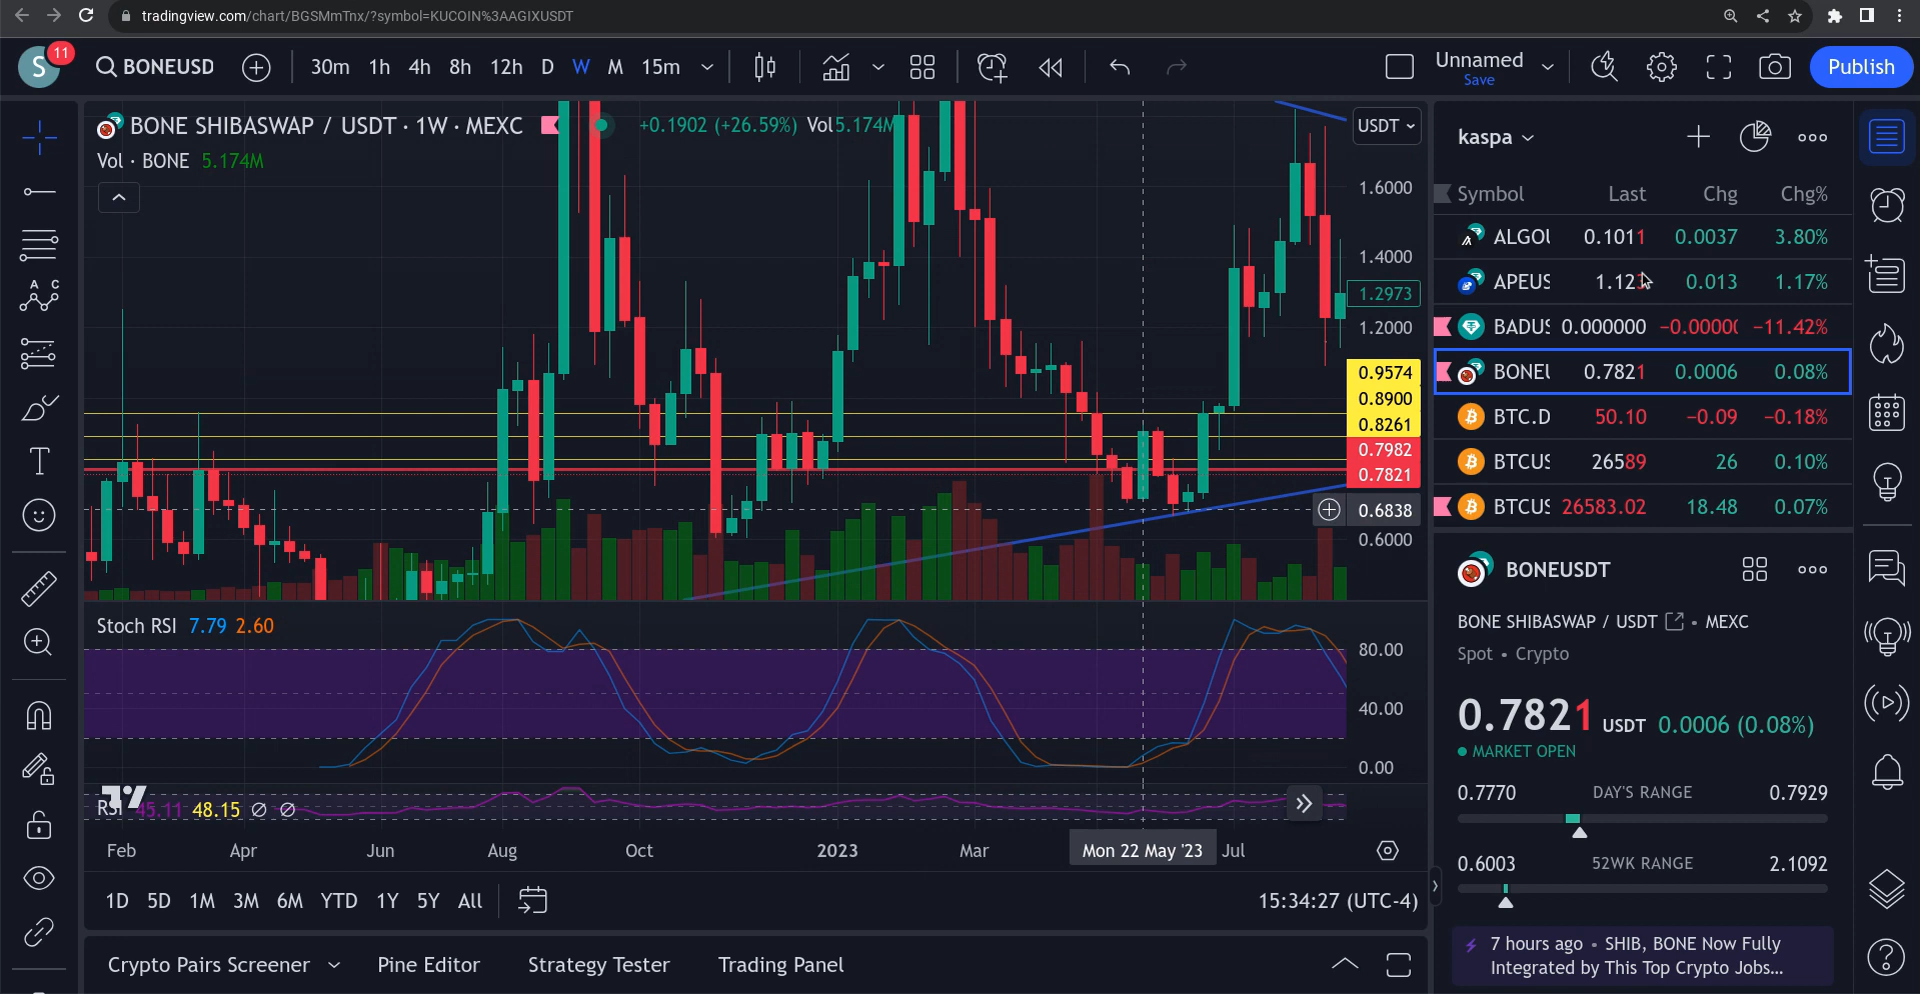 tradingview.com/chart/BGSMmTnx/?symbol=KUCOIN%3AAGIXUSDT
S 11 BONEUSD 30m 1h 4h 8h 12h D W M 15m Unnamed Save Publish
BONE SHIBASWAP / USDT · 1W · MEXC +0.1902 (+26.59%) Vol5.174M USDT
Vol · BONE 5.174M
1.6000
1.4000
1.2973
1.2000
0.9574
0.8900
0.8261
0.7982
0.7821
0.6838
0.6000
Stoch RSI 7.79 2.60
80.00
40.00
0.00
RSI 45.11 48.15 ∅ ∅
Feb Apr Jun Aug Oct 2023 Mar Mon 22 May '23 Jul
1D 5D 1M 3M 6M YTD 1Y 5Y All 15:34:27 (UTC-4)
Crypto Pairs Screener Pine Editor Strategy Tester Trading Panel
kaspa
Symbol Last Chg Chg%
ALGOU 0.1011 0.0037 3.80%
APEUS 1.12 0.013 1.17%
BADUS 0.000000 −0.0000 −11.42%
BONEU 0.7821 0.0006 0.08%
BTC.D 50.10 −0.09 −0.18%
BTCUS 26589 26 0.10%
BTCUS 26583.02 18.48 0.07%
BONEUSDT
BONE SHIBASWAP / USDT • MEXC
Spot • Crypto
0.7821 USDT 0.0006 (0.08%)
MARKET OPEN
0.7770 DAY'S RANGE 0.7929
0.6003 52WK RANGE 2.1092
7 hours ago • SHIB, BONE Now Fully
Integrated by This Top Crypto Jobs...